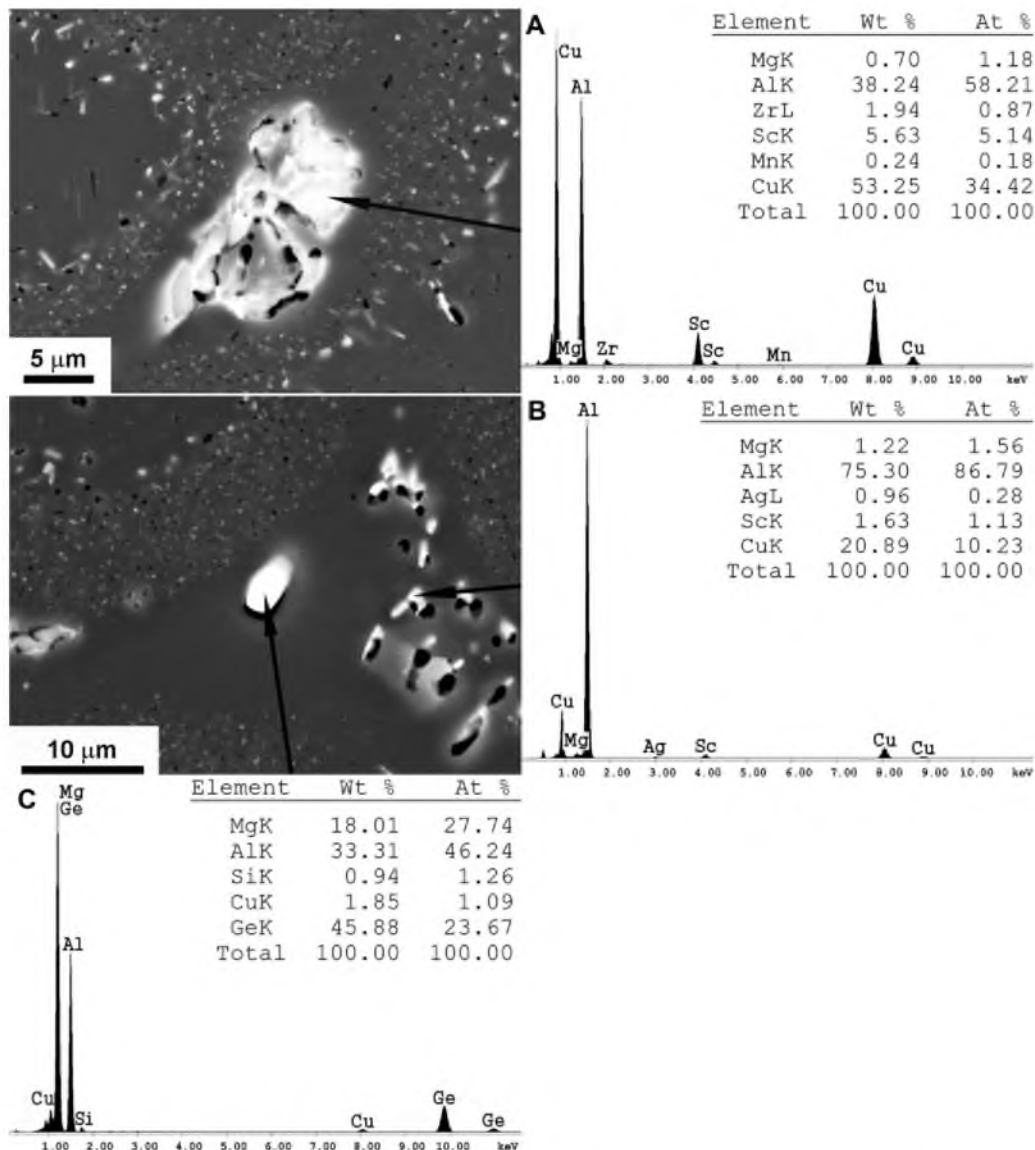 A
Element Wt % At %
MgK 0.70 1.18
AlK 38.24 58.21
ZrL 1.94 0.87
ScK 5.63 5.14
MnK 0.24 0.18
CuK 53.25 34.42
Total 100.00 100.00
Cu
Al
Cu
Sc
Mg Zr Sc Mn Cu
1.00 2.00 3.00 4.00 5.00 6.00 7.00 8.00 9.00 10.00 keV
5 μm
B
Element Wt % At %
MgK 1.22 1.56
AlK 75.30 86.79
AgL 0.96 0.28
ScK 1.63 1.13
CuK 20.89 10.23
Total 100.00 100.00
Al
Cu
Mg Ag Sc Cu Cu
1.00 2.00 3.00 4.00 5.00 6.00 7.00 8.00 9.00 10.00 keV
10 μm
C
Element Wt % At %
MgK 18.01 27.74
AlK 33.31 46.24
SiK 0.94 1.26
CuK 1.85 1.09
GeK 45.88 23.67
Total 100.00 100.00
Mg
Ge
Al
Cu Ge
Si Cu Ge
1.00 2.00 3.00 4.00 5.00 6.00 7.00 8.00 9.00 10.00 keV